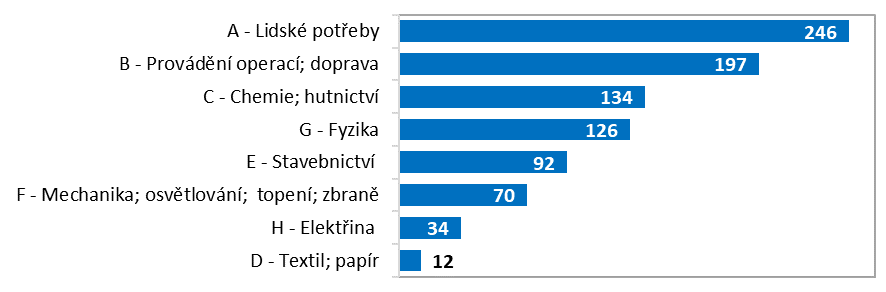 A - Lidské potřeby 246
B - Provádění operací; doprava 197
C - Chemie; hutnictví 134
G - Fyzika 126
E - Stavebnictví 92
F - Mechanika; osvětlování; topení; zbraně 70
H - Elektřina 34
D - Textil; papír 12